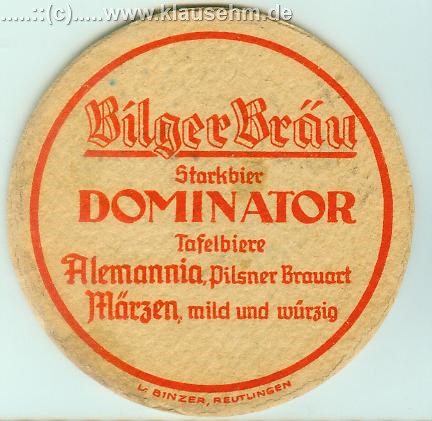 .....::(c).....www.klausehm.de
Bilger Bräu
Starkbier
DOMINATOR
Tafelbiere
Alemannia, Pilsner Brauart
Märzen, mild und würzig
L. BINZER, REUTLINGEN